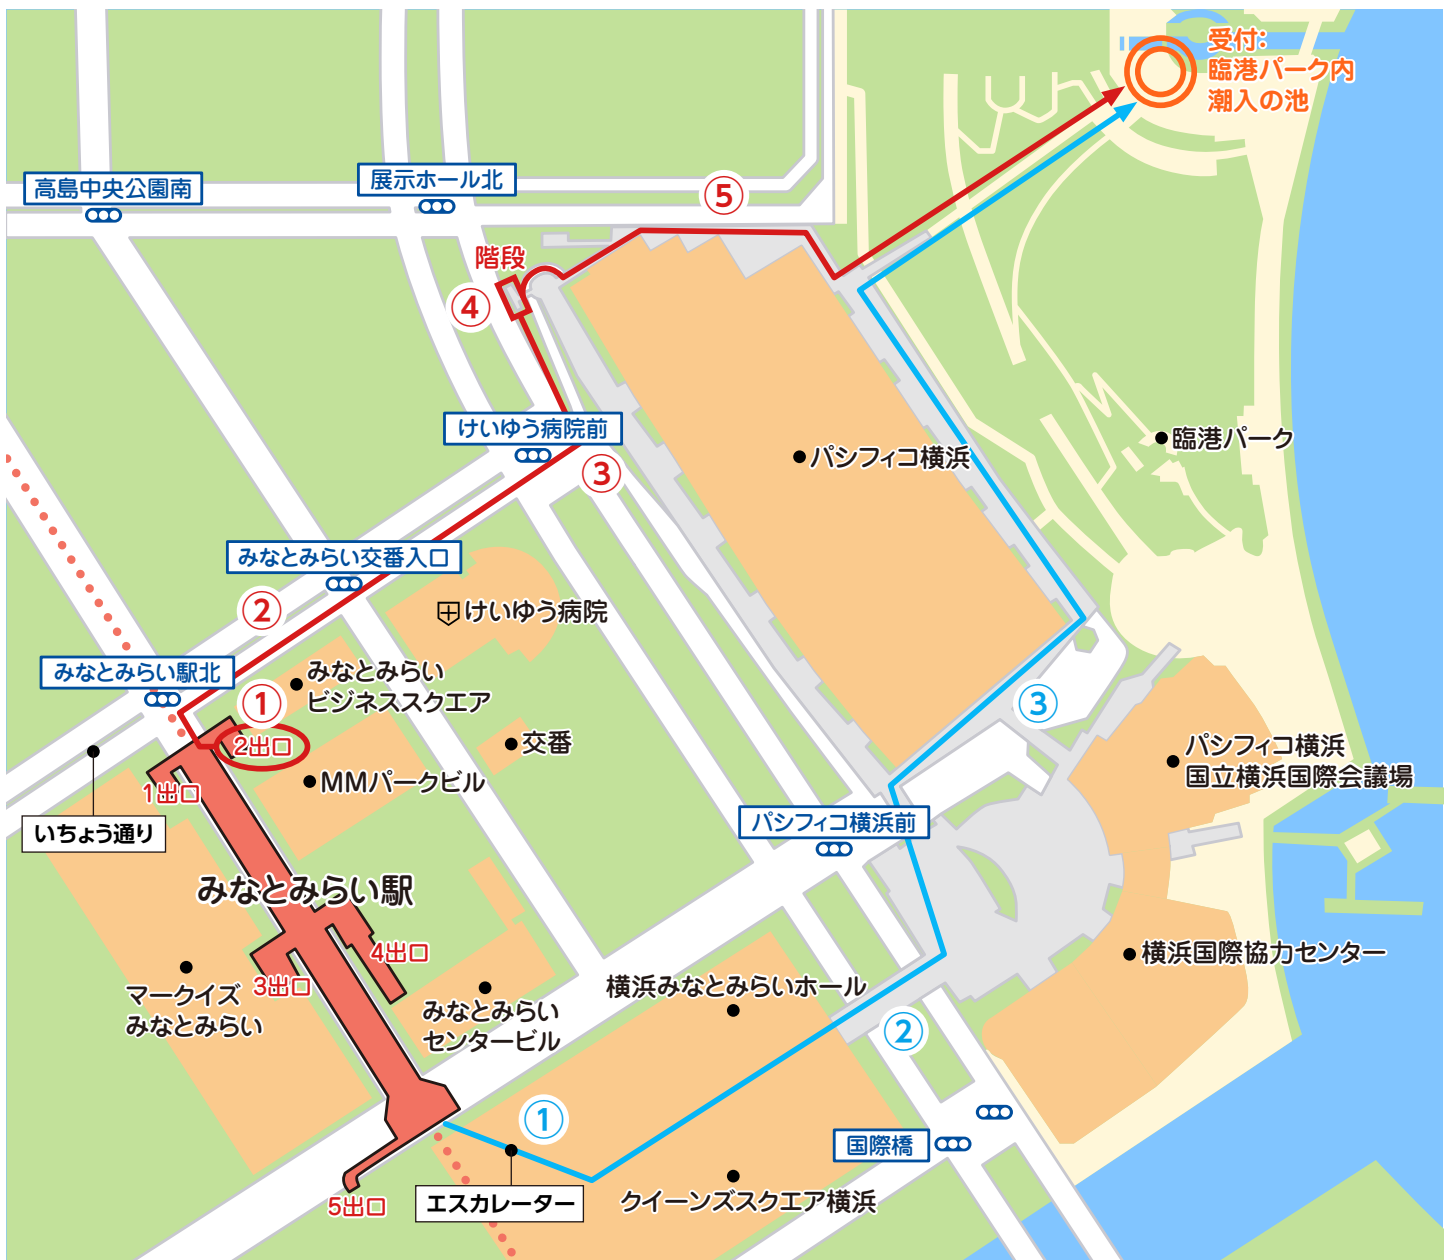 受付:
臨港パーク内
潮入の池
高島中央公園南
展示ホール北
⑤
階段
④
けいゆう病院前
③
パシフィコ横浜
臨港パーク
みなとみらい交番入口
②
けいゆう病院
みなとみらい駅北
①
みなとみらい
ビジネススクエア
2出口
交番
③
MMパークビル
1出口
いちょう通り
パシフィコ横浜
国立横浜国際会議場
パシフィコ横浜前
みなとみらい駅
4出口
3出口
マークイズ
みなとみらい
みなとみらい
センタービル
横浜みなとみらいホール
横浜国際協力センター
②
①
国際橋
5出口
エスカレーター
クイーンズスクエア横浜